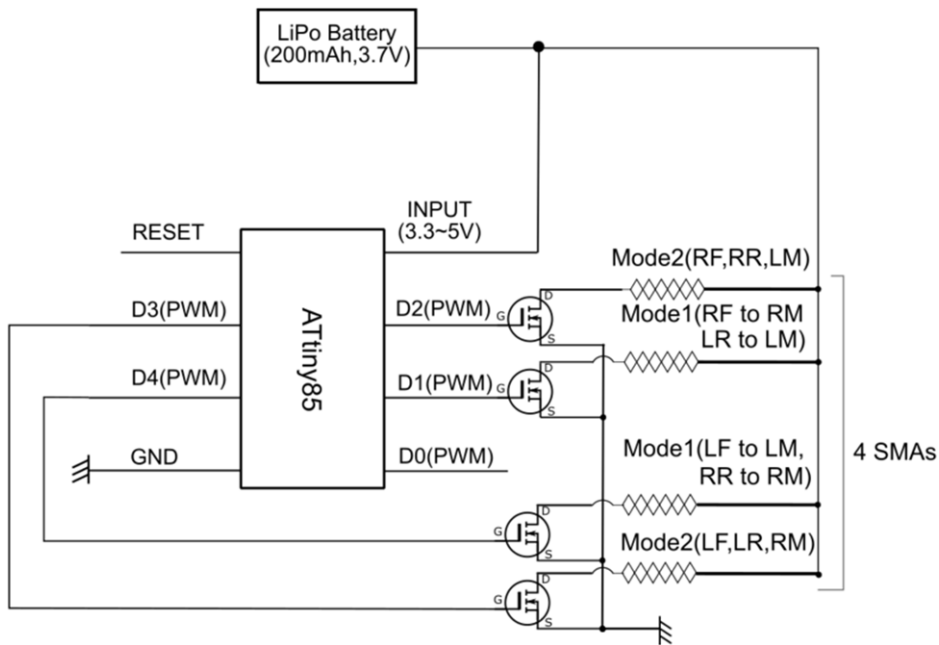 LiPo Battery
(200mAh,3.7V)
INPUT
(3.3~5V)
RESET
Mode2(RF,RR,LM)
D3(PWM)
D2(PWM)
G
D
S
Mode1(RF to RM
LR to LM)
ATtiny85
D4(PWM)
D1(PWM)
G
D
S
GND
D0(PWM)
Mode1(LF to LM,
RR to RM)
4 SMAs
G
D
S
Mode2(LF,LR,RM)
G
D
S